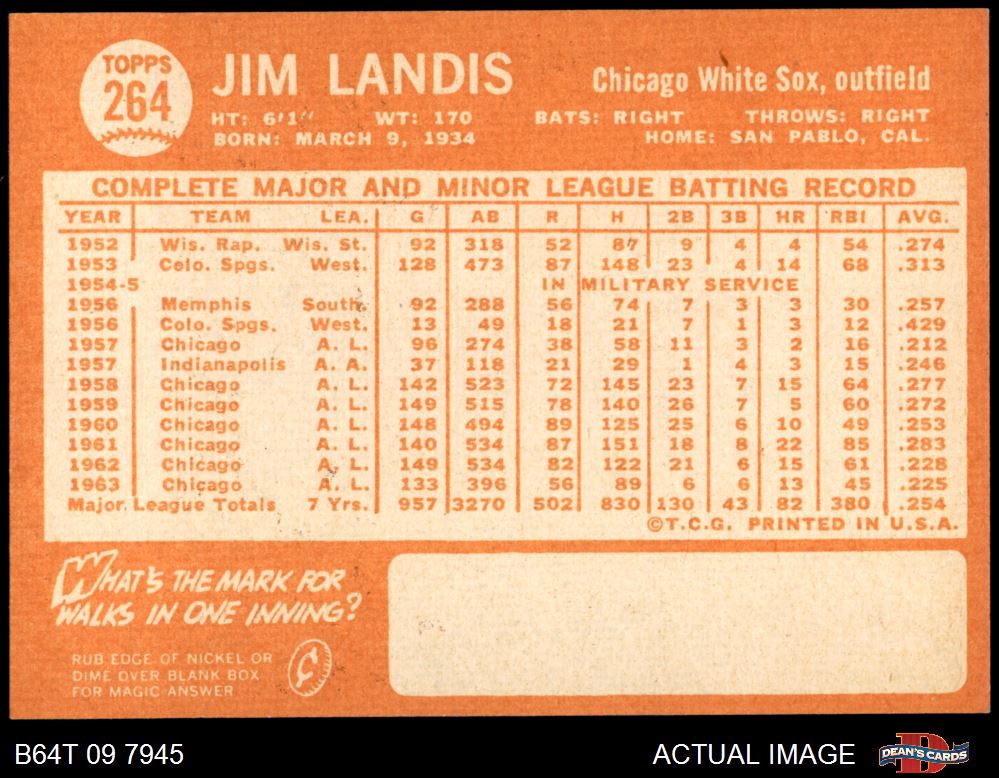 TOPPS
264
JIM LANDIS
Chicago White Sox, outfield
HT: 6'1" WT: 170 BATS: RIGHT THROWS: RIGHT
BORN: MARCH 9, 1934 HOME: SAN PABLO, CAL.
COMPLETE MAJOR AND MINOR LEAGUE BATTING RECORD
YEAR TEAM LEA. G AB R H 2B 3B HR RBI AVG.
1952 Wis. Rap. Wis. St. 92 318 52 87 9 4 4 54 .274
1953 Colo. Spgs. West. 128 473 87 148 23 4 14 68 .313
1954-5 IN MILITARY SERVICE
1956 Memphis South. 92 288 56 74 7 3 3 30 .257
1956 Colo. Spgs. West. 13 49 18 21 7 1 3 12 .429
1957 Chicago A. L. 96 274 38 58 11 3 2 16 .212
1957 Indianapolis A. A. 37 118 21 29 1 4 3 15 .246
1958 Chicago A. L. 142 523 72 145 23 7 15 64 .277
1959 Chicago A. L. 149 515 78 140 26 7 5 60 .272
1960 Chicago A. L. 148 494 89 125 25 6 10 49 .253
1961 Chicago A. L. 140 534 87 151 18 8 22 85 .283
1962 Chicago A. L. 149 534 82 122 21 6 15 61 .228
1963 Chicago A. L. 133 396 56 89 6 6 13 45 .225
Major League Totals 7 Yrs. 957 3270 502 830 130 43 82 380 .254
©T.C.G. PRINTED IN U.S.A.
WHAT'S THE MARK FOR
WALKS IN ONE INNING?
RUB EDGE OF NICKEL OR
DIME OVER BLANK BOX
FOR MAGIC ANSWER
¢
B64T 09 7945
ACTUAL IMAGE
D
DEAN'S CARDS